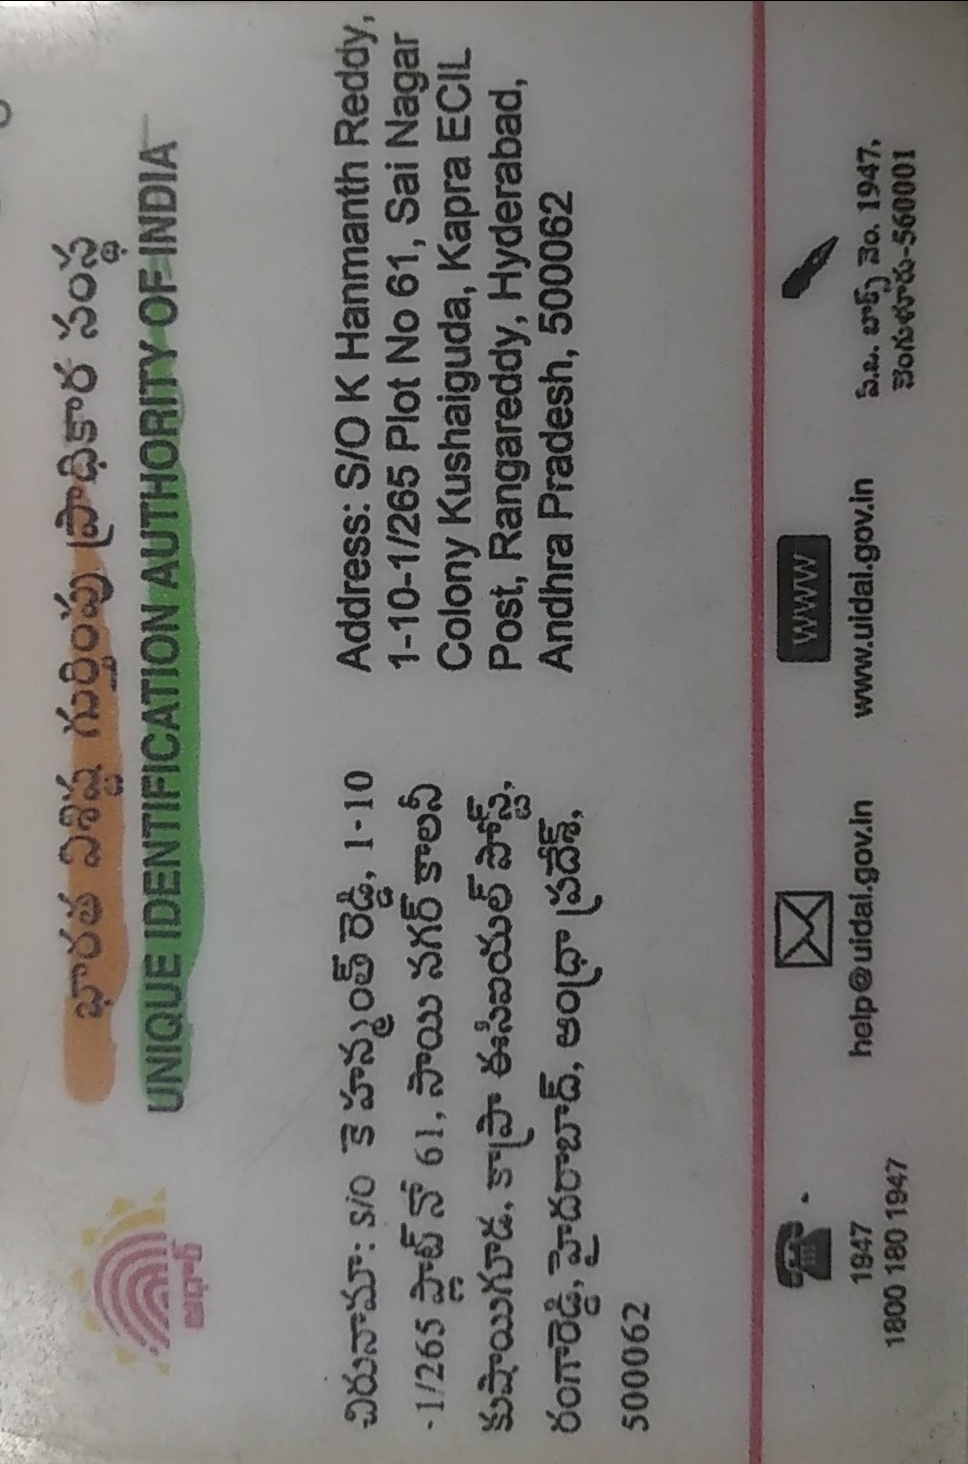 భారత విశిష్ట గుర్తింపు ప్రాధికార సంస్థ
UNIQUE IDENTIFICATION AUTHORITY OF INDIA
ఆధార్
చిరునామా: S/O కె హన్మంత్ రెడ్డి, 1-10
-1/265 ప్లాట్ నో 61, సాయి నగర్ కాలనీ
కుషాయిగూడ, కాప్రా ఈసిఐయల్ పోస్ట్,
రంగారెడ్డి, హైదరాబాద్, ఆంధ్రా ప్రదేశ్,
500062
Address: S/O K Hanmanth Reddy,
1-10-1/265 Plot No 61, Sai Nagar
Colony Kushaiguda, Kapra ECIL
Post, Rangareddy, Hyderabad,
Andhra Pradesh, 500062
1947
1800 180 1947
help@uidai.gov.in
WWW
www.uidai.gov.in
పి.బి. బాక్స్ నెం. 1947,
బెంగుళూరు-560001